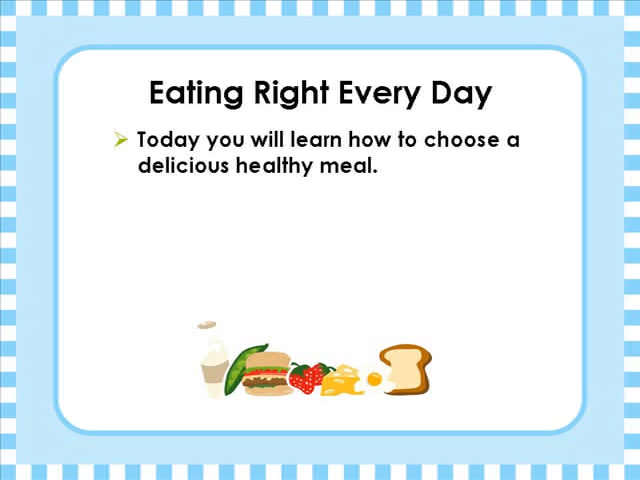 Eating Right Every Day
Today you will learn how to choose a
delicious healthy meal.